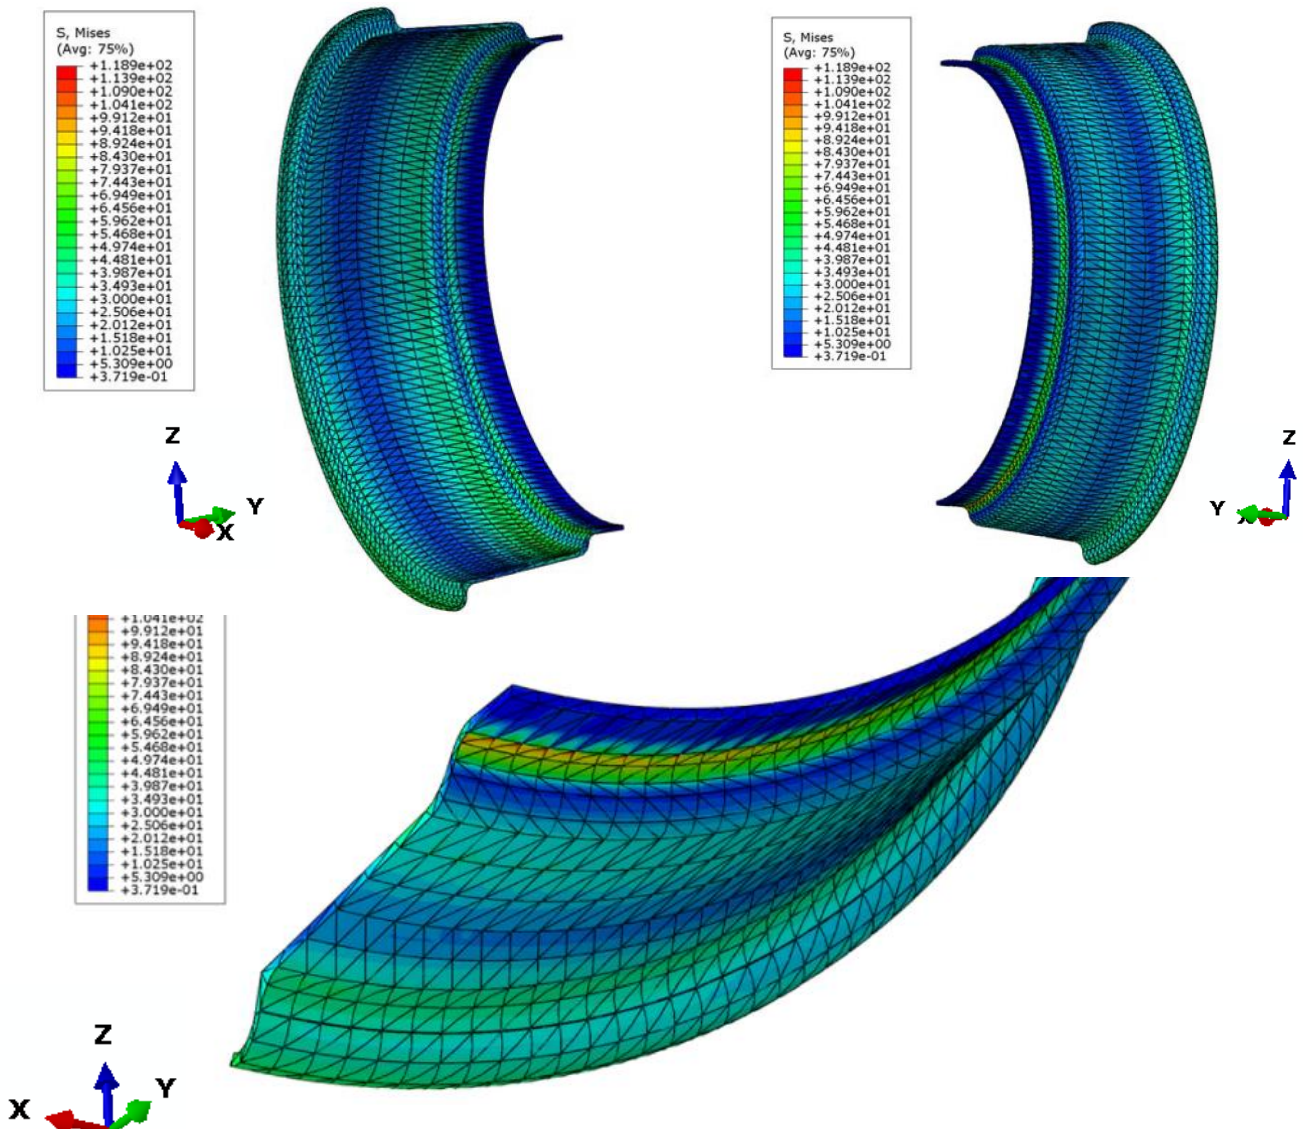 S, Mises
(Avg: 75%)
+1.189e+02
+1.139e+02
+1.090e+02
+1.041e+02
+9.912e+01
+9.418e+01
+8.924e+01
+8.430e+01
+7.937e+01
+7.443e+01
+6.949e+01
+6.456e+01
+5.962e+01
+5.468e+01
+4.974e+01
+4.481e+01
+3.987e+01
+3.493e+01
+3.000e+01
+2.506e+01
+2.012e+01
+1.518e+01
+1.025e+01
+5.309e+00
+3.719e-01
Z
Y
X
S, Mises
(Avg: 75%)
+1.189e+02
+1.139e+02
+1.090e+02
+1.041e+02
+9.912e+01
+9.418e+01
+8.924e+01
+8.430e+01
+7.937e+01
+7.443e+01
+6.949e+01
+6.456e+01
+5.962e+01
+5.468e+01
+4.974e+01
+4.481e+01
+3.987e+01
+3.493e+01
+3.000e+01
+2.506e+01
+2.012e+01
+1.518e+01
+1.025e+01
+5.309e+00
+3.719e-01
Z
Y X
+1.041e+02
+9.912e+01
+9.418e+01
+8.924e+01
+8.430e+01
+7.937e+01
+7.443e+01
+6.949e+01
+6.456e+01
+5.962e+01
+5.468e+01
+4.974e+01
+4.481e+01
+3.987e+01
+3.493e+01
+3.000e+01
+2.506e+01
+2.012e+01
+1.518e+01
+1.025e+01
+5.309e+00
+3.719e-01
Z
Y
X